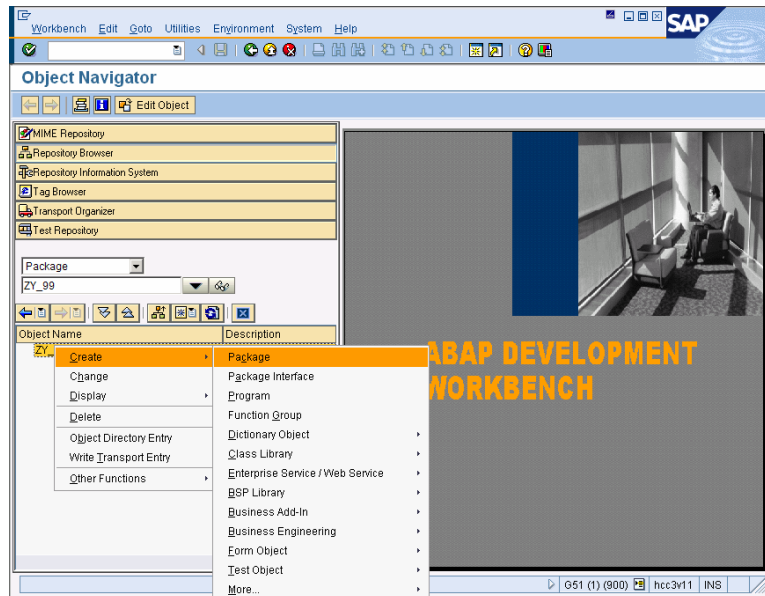 Workbench Edit Goto Utilities Environment System Help
SAP
Object Navigator
Edit Object
MIME Repository
Repository Browser
Repository Information System
Tag Browser
Transport Organizer
Test Repository
Package
ZY_99
Object Name Description
ZY_
Create
Change
Display
Delete
Object Directory Entry
Write Transport Entry
Other Functions
Package
Package Interface
Program
Function Group
Dictionary Object
Class Library
Enterprise Service / Web Service
BSP Library
Business Add-In
Business Engineering
Form Object
Test Object
More...
ABAP DEVELOPMENT
WORKBENCH
G51 (1) (900) hcc3v11 INS